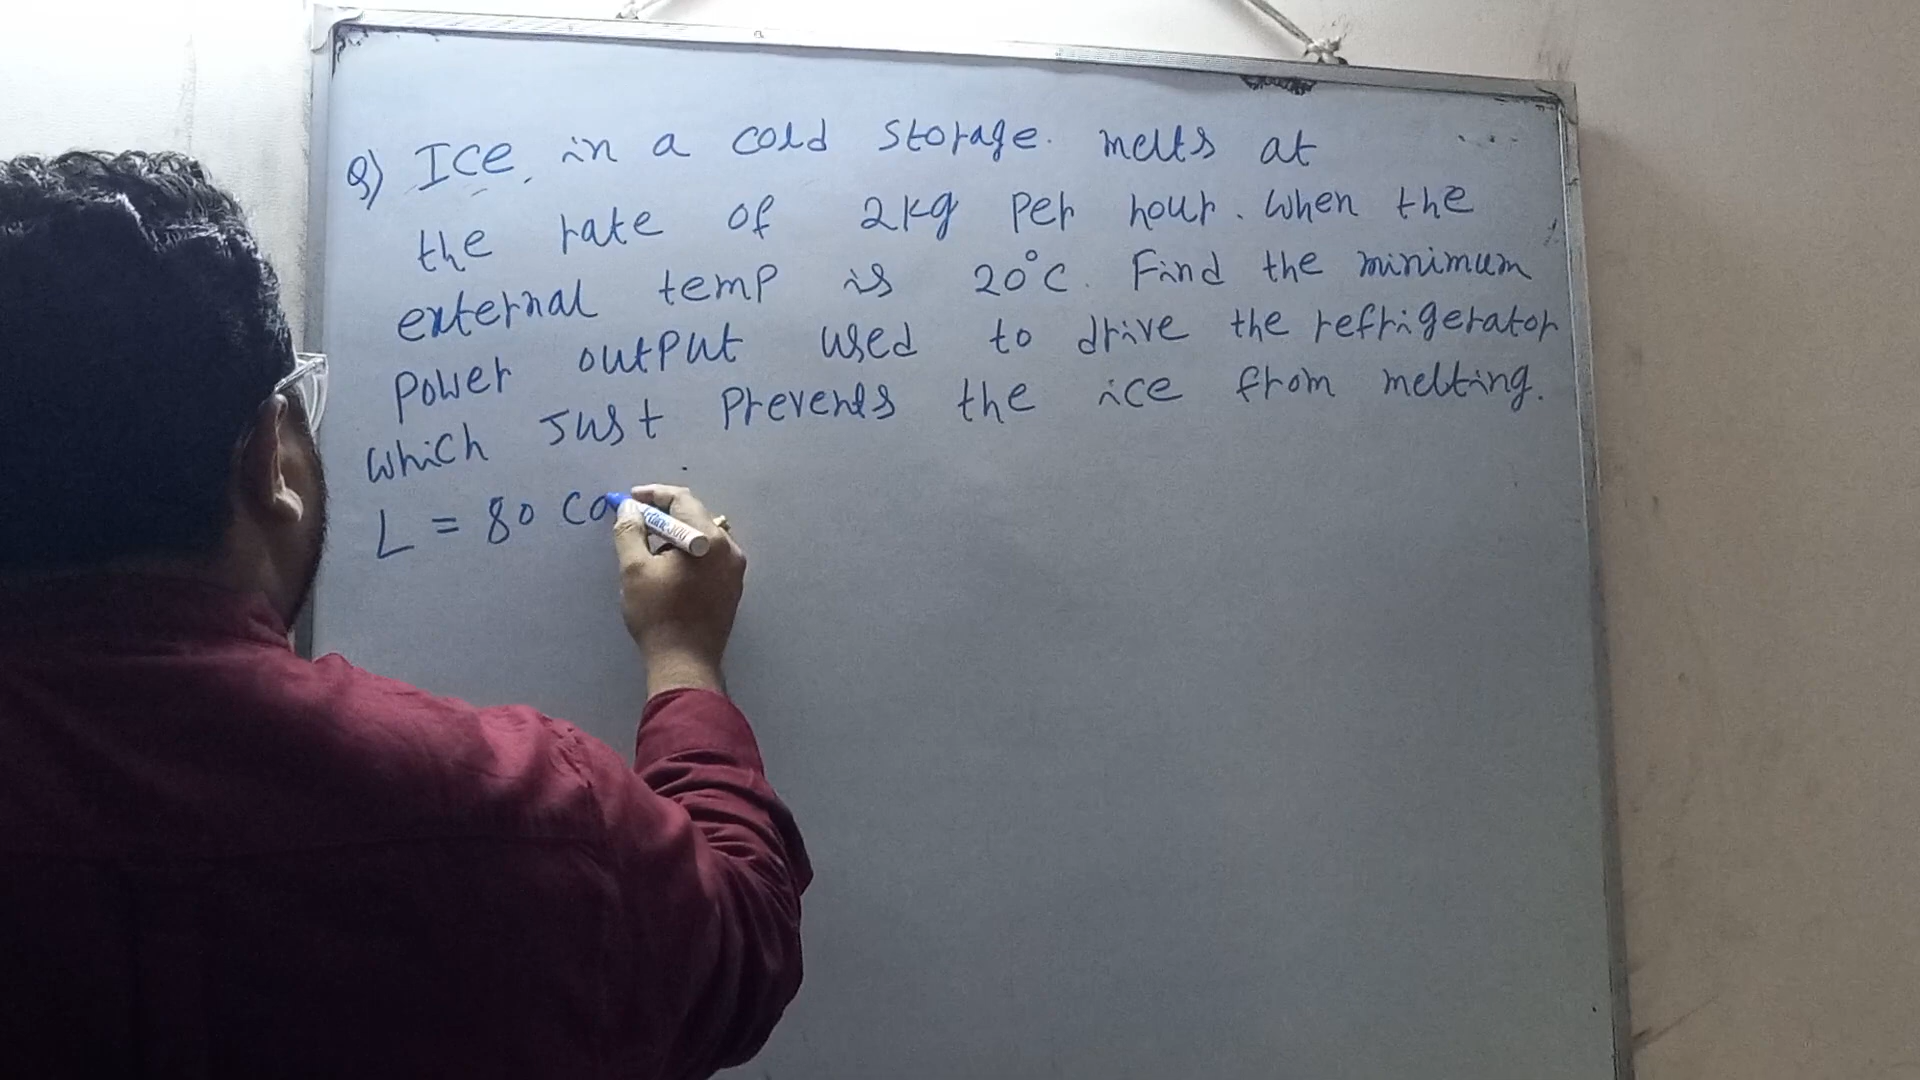 Q) Ice in a cold storage. melts at
the rate of 2kg per hour. When the
external temp is 20°C. Find the minimum
power output used to drive the refrigerator
which Just prevents the ice from melting.
L = 80 ca